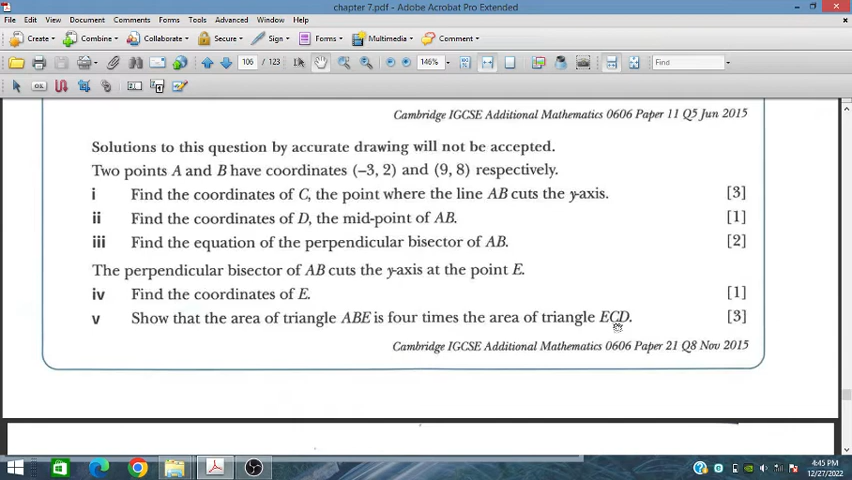 chapter 7.pdf - Adobe Acrobat Pro Extended
File Edit View Document Comments Forms Tools Advanced Window Help
Create Combine Collaborate Secure Sign Forms Multimedia Comment
106 / 123 146% Find
Cambridge IGCSE Additional Mathematics 0606 Paper 11 Q5 Jun 2015
Solutions to this question by accurate drawing will not be accepted.
Two points A and B have coordinates (−3, 2) and (9, 8) respectively.
i Find the coordinates of C, the point where the line AB cuts the y-axis. [3]
ii Find the coordinates of D, the mid-point of AB. [1]
iii Find the equation of the perpendicular bisector of AB. [2]
The perpendicular bisector of AB cuts the y-axis at the point E.
iv Find the coordinates of E. [1]
v Show that the area of triangle ABE is four times the area of triangle ECD. [3]
Cambridge IGCSE Additional Mathematics 0606 Paper 21 Q8 Nov 2015
4:45 PM
12/27/2022